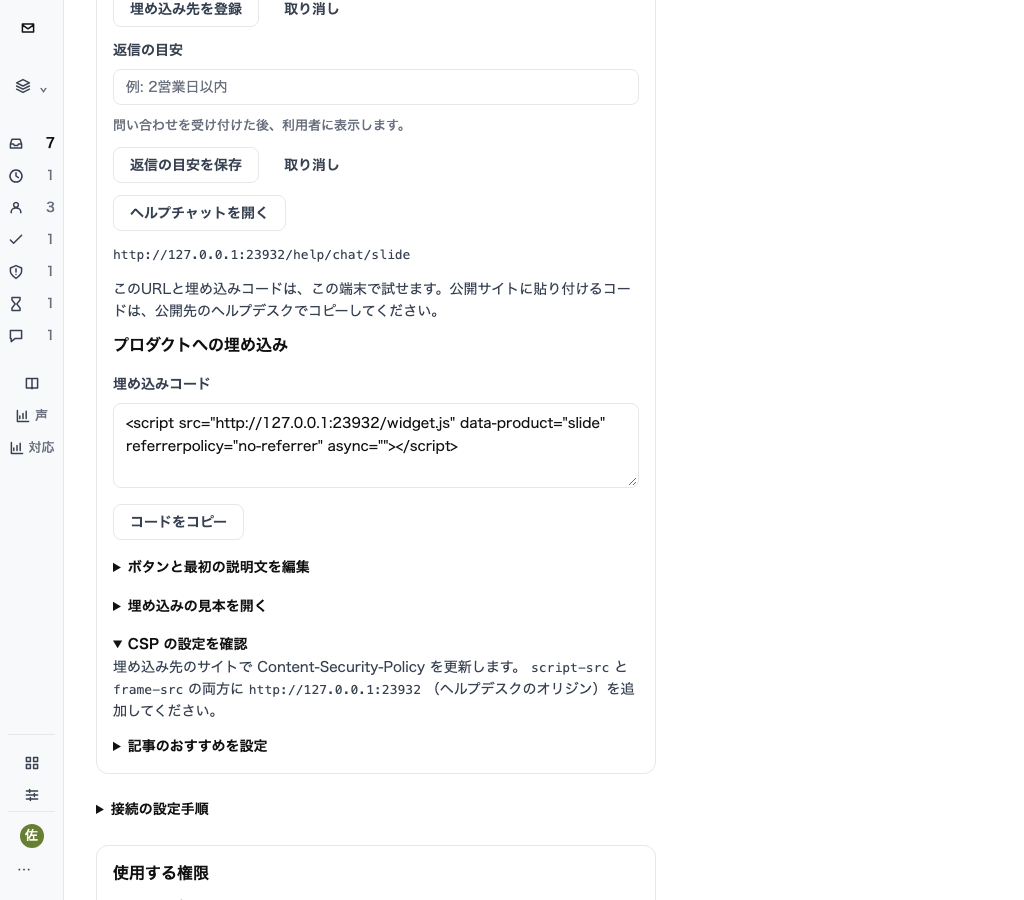 埋め込み先を登録 取り消し
返信の目安
例: 2営業日以内
問い合わせを受け付けた後、利用者に表示します。
返信の目安を保存 取り消し
ヘルプチャットを開く
http://127.0.0.1:23932/help/chat/slide
このURLと埋め込みコードは、この端末で試せます。公開サイトに貼り付けるコー
ドは、公開先のヘルプデスクでコピーしてください。
プロダクトへの埋め込み
埋め込みコード
<script src="http://127.0.0.1:23932/widget.js" data-product="slide"
referrerpolicy="no-referrer" async=""></script>
コードをコピー
ボタンと最初の説明文を編集
埋め込みの見本を開く
CSP の設定を確認
埋め込み先のサイトで Content-Security-Policy を更新します。 script-src と
frame-src の両方に http://127.0.0.1:23932 （ヘルプデスクのオリジン）を追
加してください。
記事のおすすめを設定
接続の設定手順
使用する権限
7
1
3
1
1
1
1
声
対応
佐
…